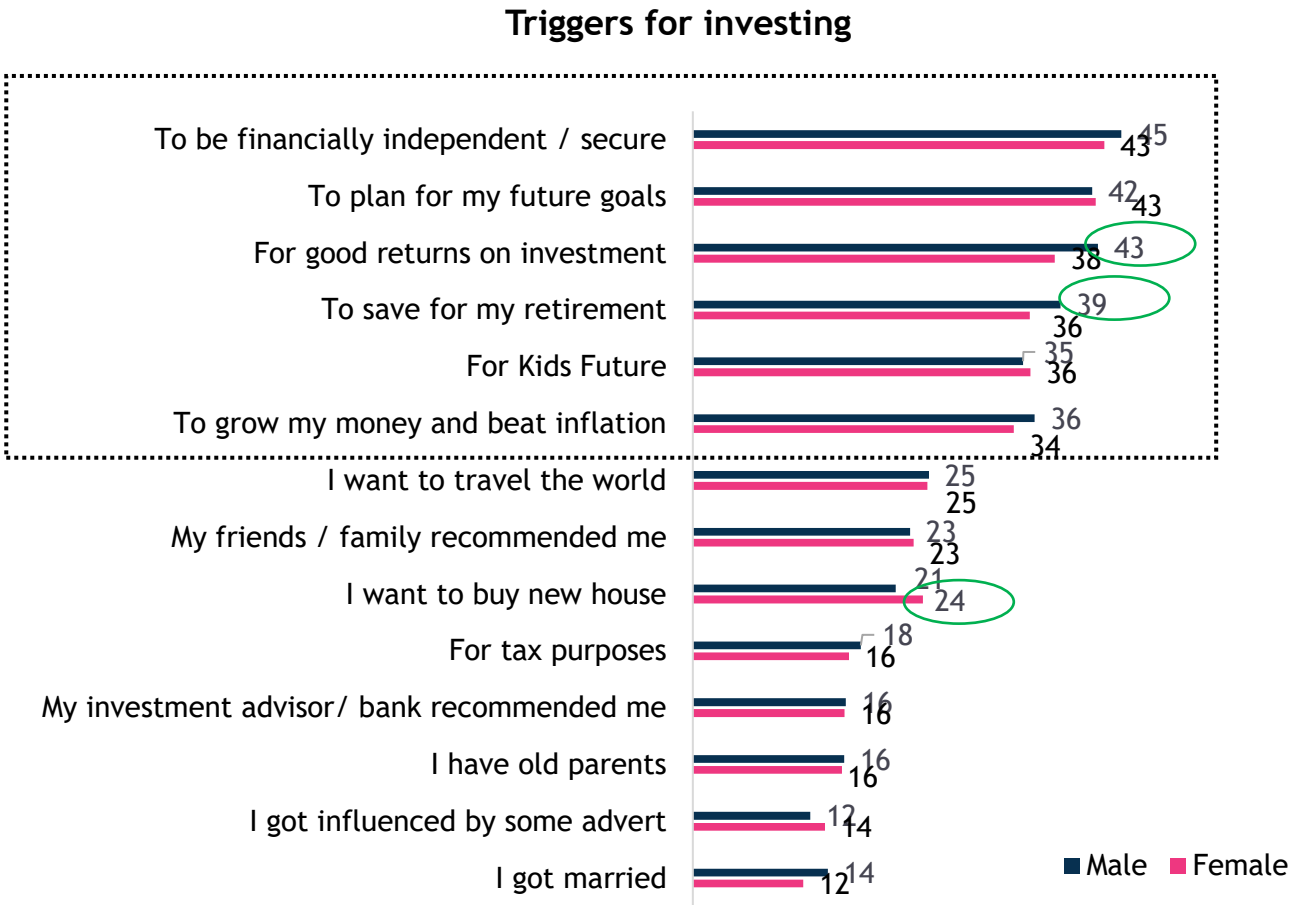 Triggers for investing
To be financially independent / secure 45
43
To plan for my future goals 42
43
For good returns on investment 43
38
To save for my retirement 39
36
For Kids Future 35
36
To grow my money and beat inflation 36
34
I want to travel the world 25
25
My friends / family recommended me 23
23
I want to buy new house 21
24
For tax purposes 18
16
My investment advisor/ bank recommended me 16
16
I have old parents 16
16
I got influenced by some advert 12
14
I got married 14
12
Male Female